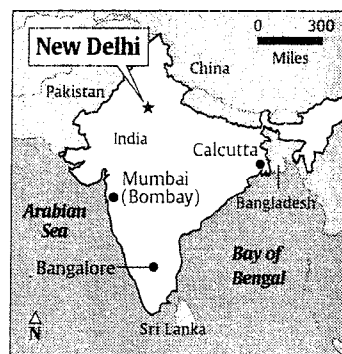 0 300
Miles
New Delhi
China
Pakistan
India
Calcutta
Mumbai
(Bombay)
Bangladesh
Arabian
Sea
Bay of
Bengal
Bangalore
N
Sri Lanka